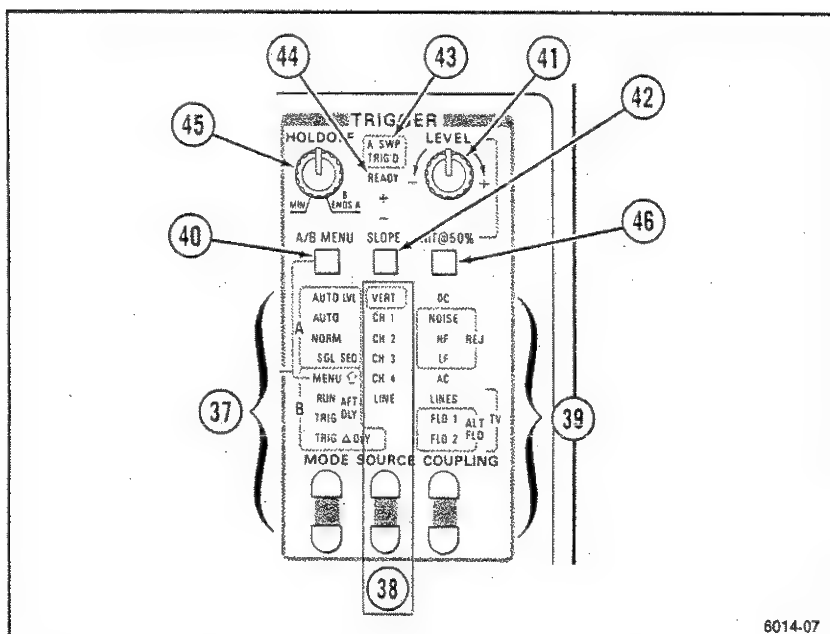 44
43
41
42
45
TRIGGER
HOLDOFF
A SWP
TRIG'D
LEVEL
READY
+
-
-
+
MIN
B
ENDS A
40
A/B MENU
SLOPE
INIT@50%
46
AUTO LVL
VERT
DC
AUTO
CH 1
NOISE
A
NORM
CH 2
HF
REJ
SGL SEQ
CH 3
LF
MENU
CH 4
AC
37
B
RUN
AFT
LINE
LINES
39
TRIG
DLY
FLD 1
ALT
TV
TRIG Δ DLY
FLD 2
FLD
MODE
SOURCE
COUPLING
38
6014-07